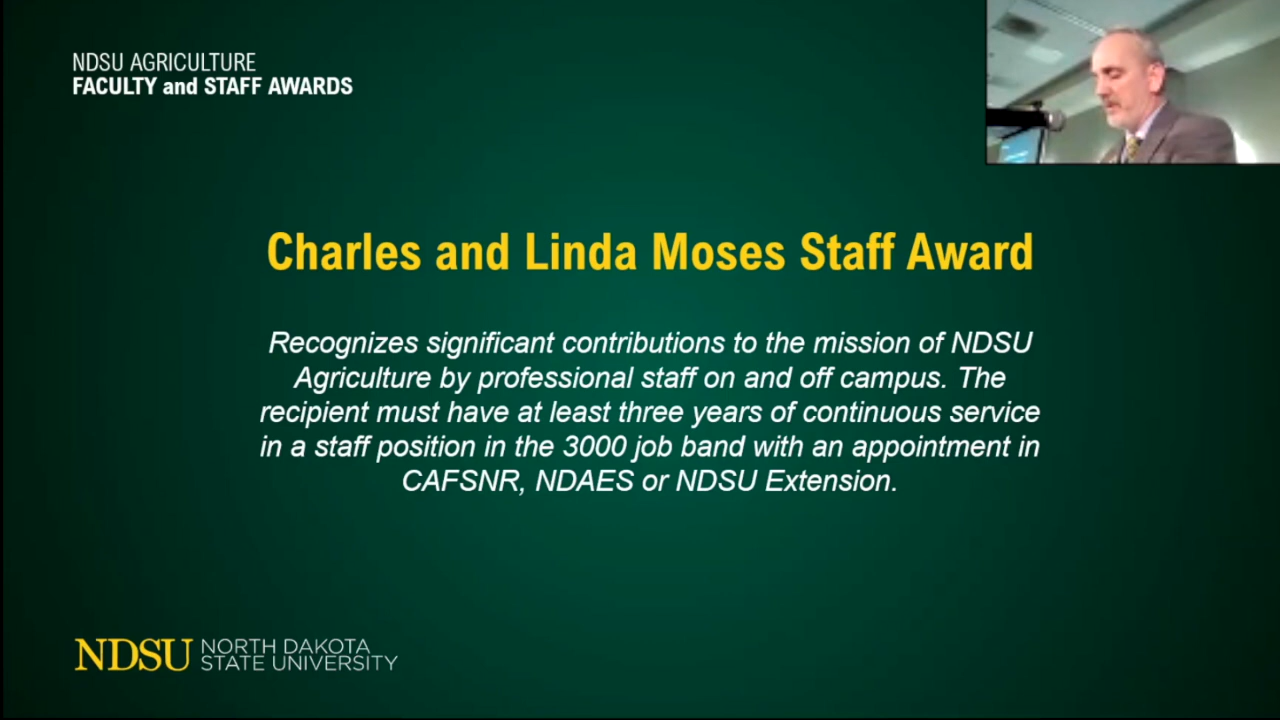 NDSU AGRICULTURE
FACULTY and STAFF AWARDS
Charles and Linda Moses Staff Award
Recognizes significant contributions to the mission of NDSU
Agriculture by professional staff on and off campus. The
recipient must have at least three years of continuous service
in a staff position in the 3000 job band with an appointment in
CAFSNR, NDAES or NDSU Extension.
NDSU NORTH DAKOTA
STATE UNIVERSITY